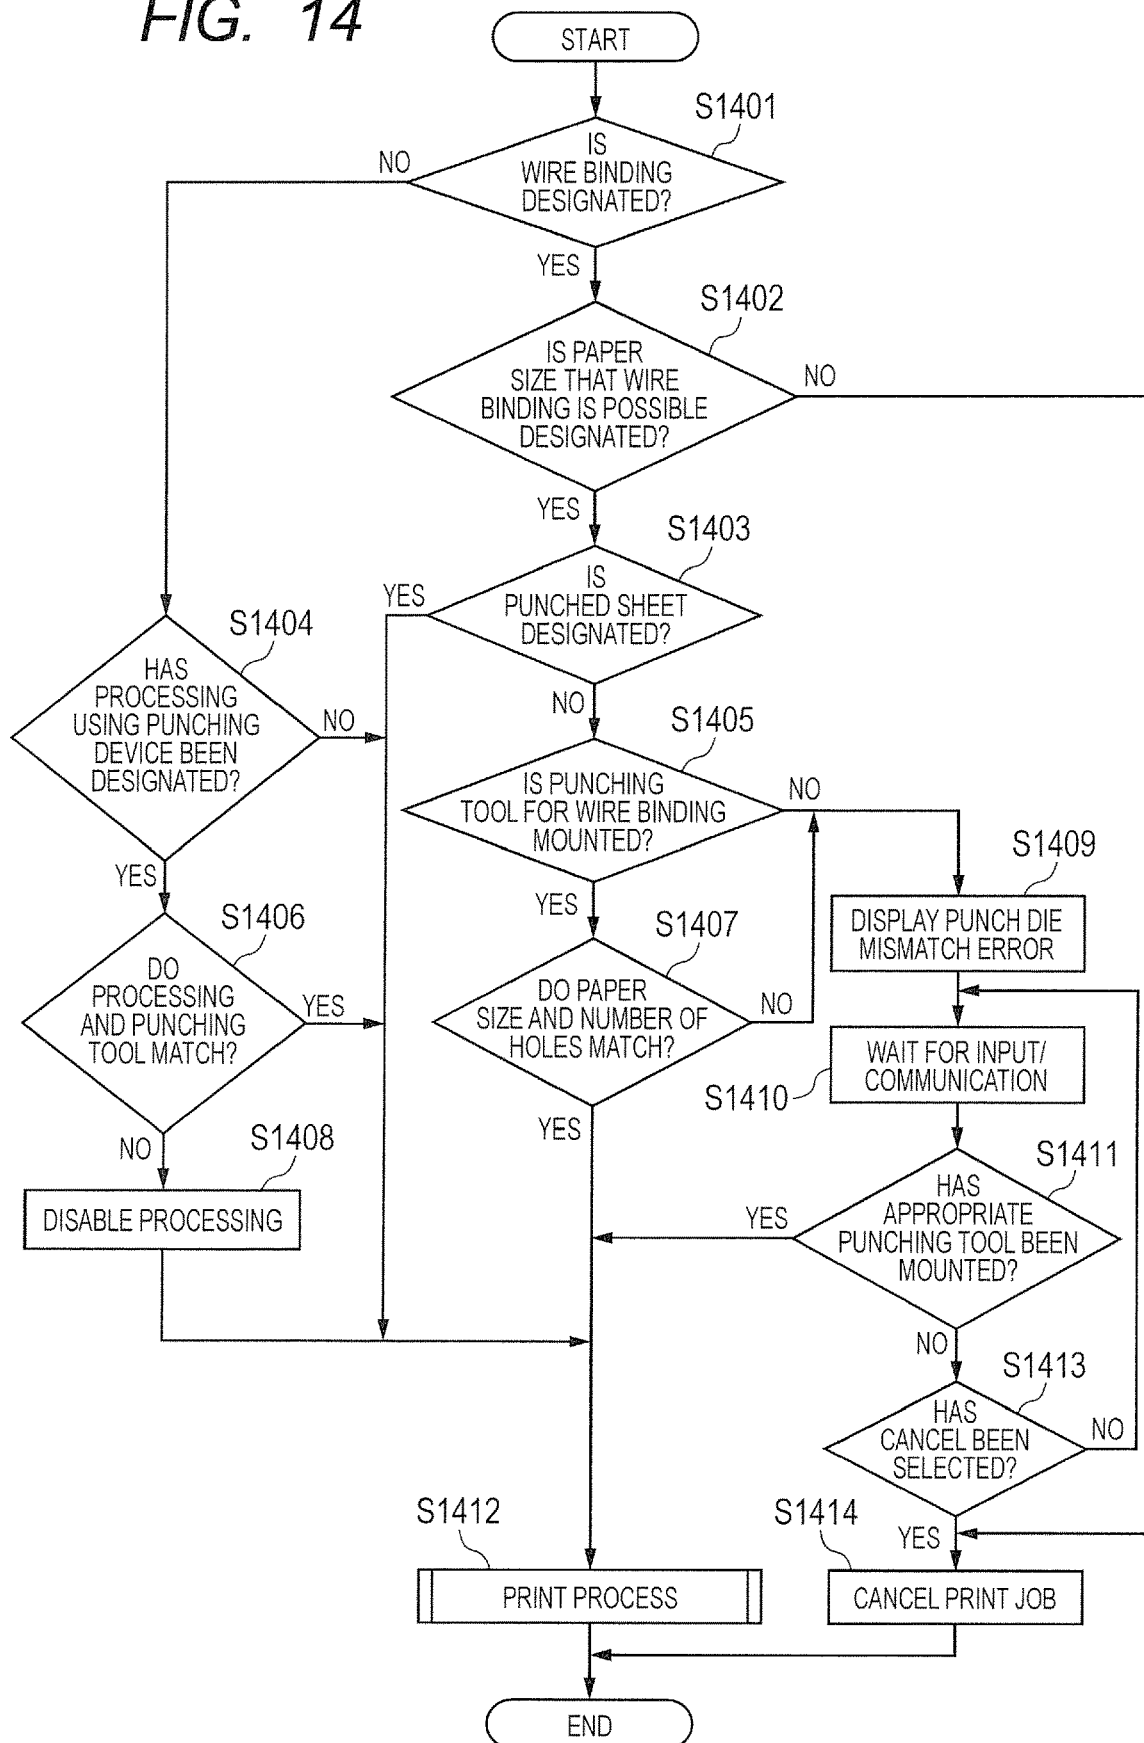 FIG. 14
START
S1401
IS
WIRE BINDING
DESIGNATED?
NO
YES
S1402
IS PAPER
SIZE THAT WIRE
BINDING IS POSSIBLE
DESIGNATED?
NO
YES
S1403
IS
PUNCHED SHEET
DESIGNATED?
YES
NO
S1404
HAS
PROCESSING
USING PUNCHING
DEVICE BEEN
DESIGNATED?
NO
YES
S1405
IS PUNCHING
TOOL FOR WIRE BINDING
MOUNTED?
NO
YES
S1406
DO
PROCESSING
AND PUNCHING
TOOL MATCH?
YES
NO
S1407
DO PAPER
SIZE AND NUMBER OF
HOLES MATCH?
NO
YES
S1408
DISABLE PROCESSING
S1409
DISPLAY PUNCH DIE
MISMATCH ERROR
S1410
WAIT FOR INPUT/
COMMUNICATION
S1411
HAS
APPROPRIATE
PUNCHING TOOL BEEN
MOUNTED?
YES
NO
S1413
HAS
CANCEL BEEN
SELECTED?
NO
YES
S1412
PRINT PROCESS
S1414
CANCEL PRINT JOB
END